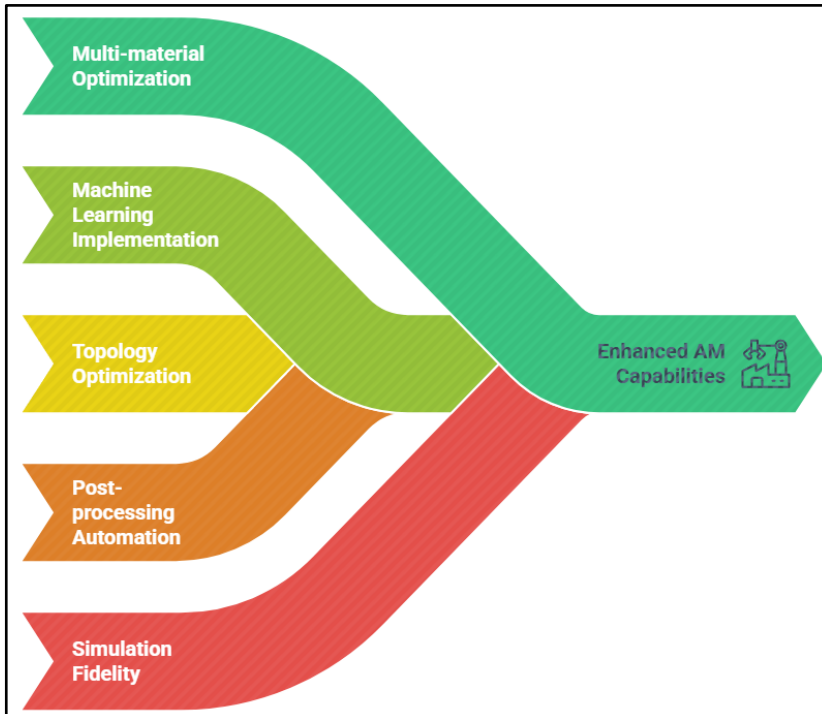 Multi-material
Optimization
Machine
Learning
Implementation
Topology
Optimization
Enhanced AM
Capabilities
Post-
processing
Automation
Simulation
Fidelity